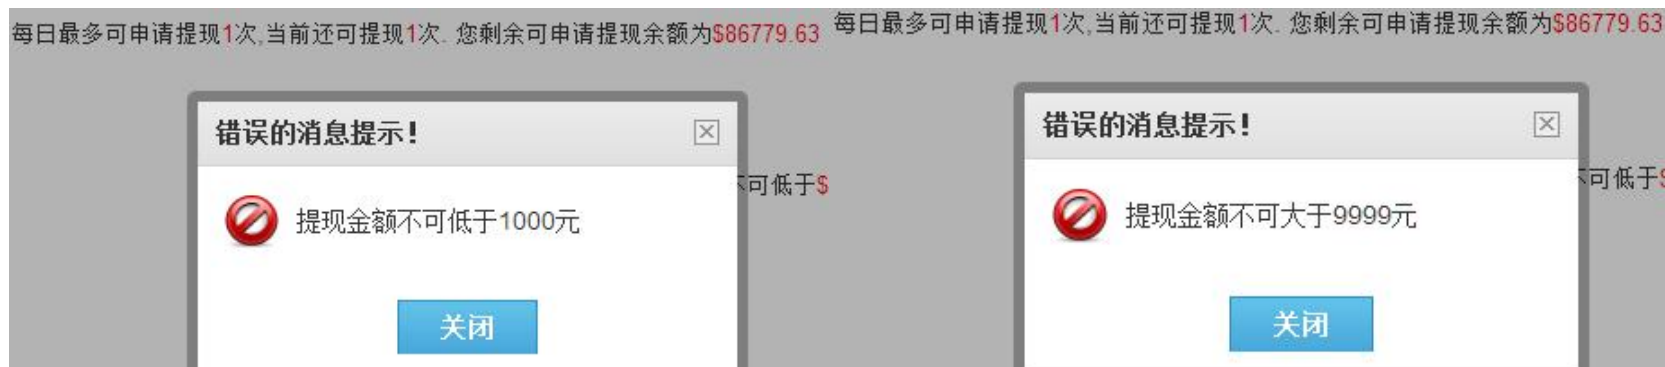 每日最多可申请提现1次,当前还可提现1次. 您剩余可申请提现余额为$86779.63
错误的消息提示!
不可低于$
提现金额不可低于1000元
关闭
每日最多可申请提现1次,当前还可提现1次. 您剩余可申请提现余额为$86779.63
错误的消息提示!
不可低于$
提现金额不可大于9999元
关闭